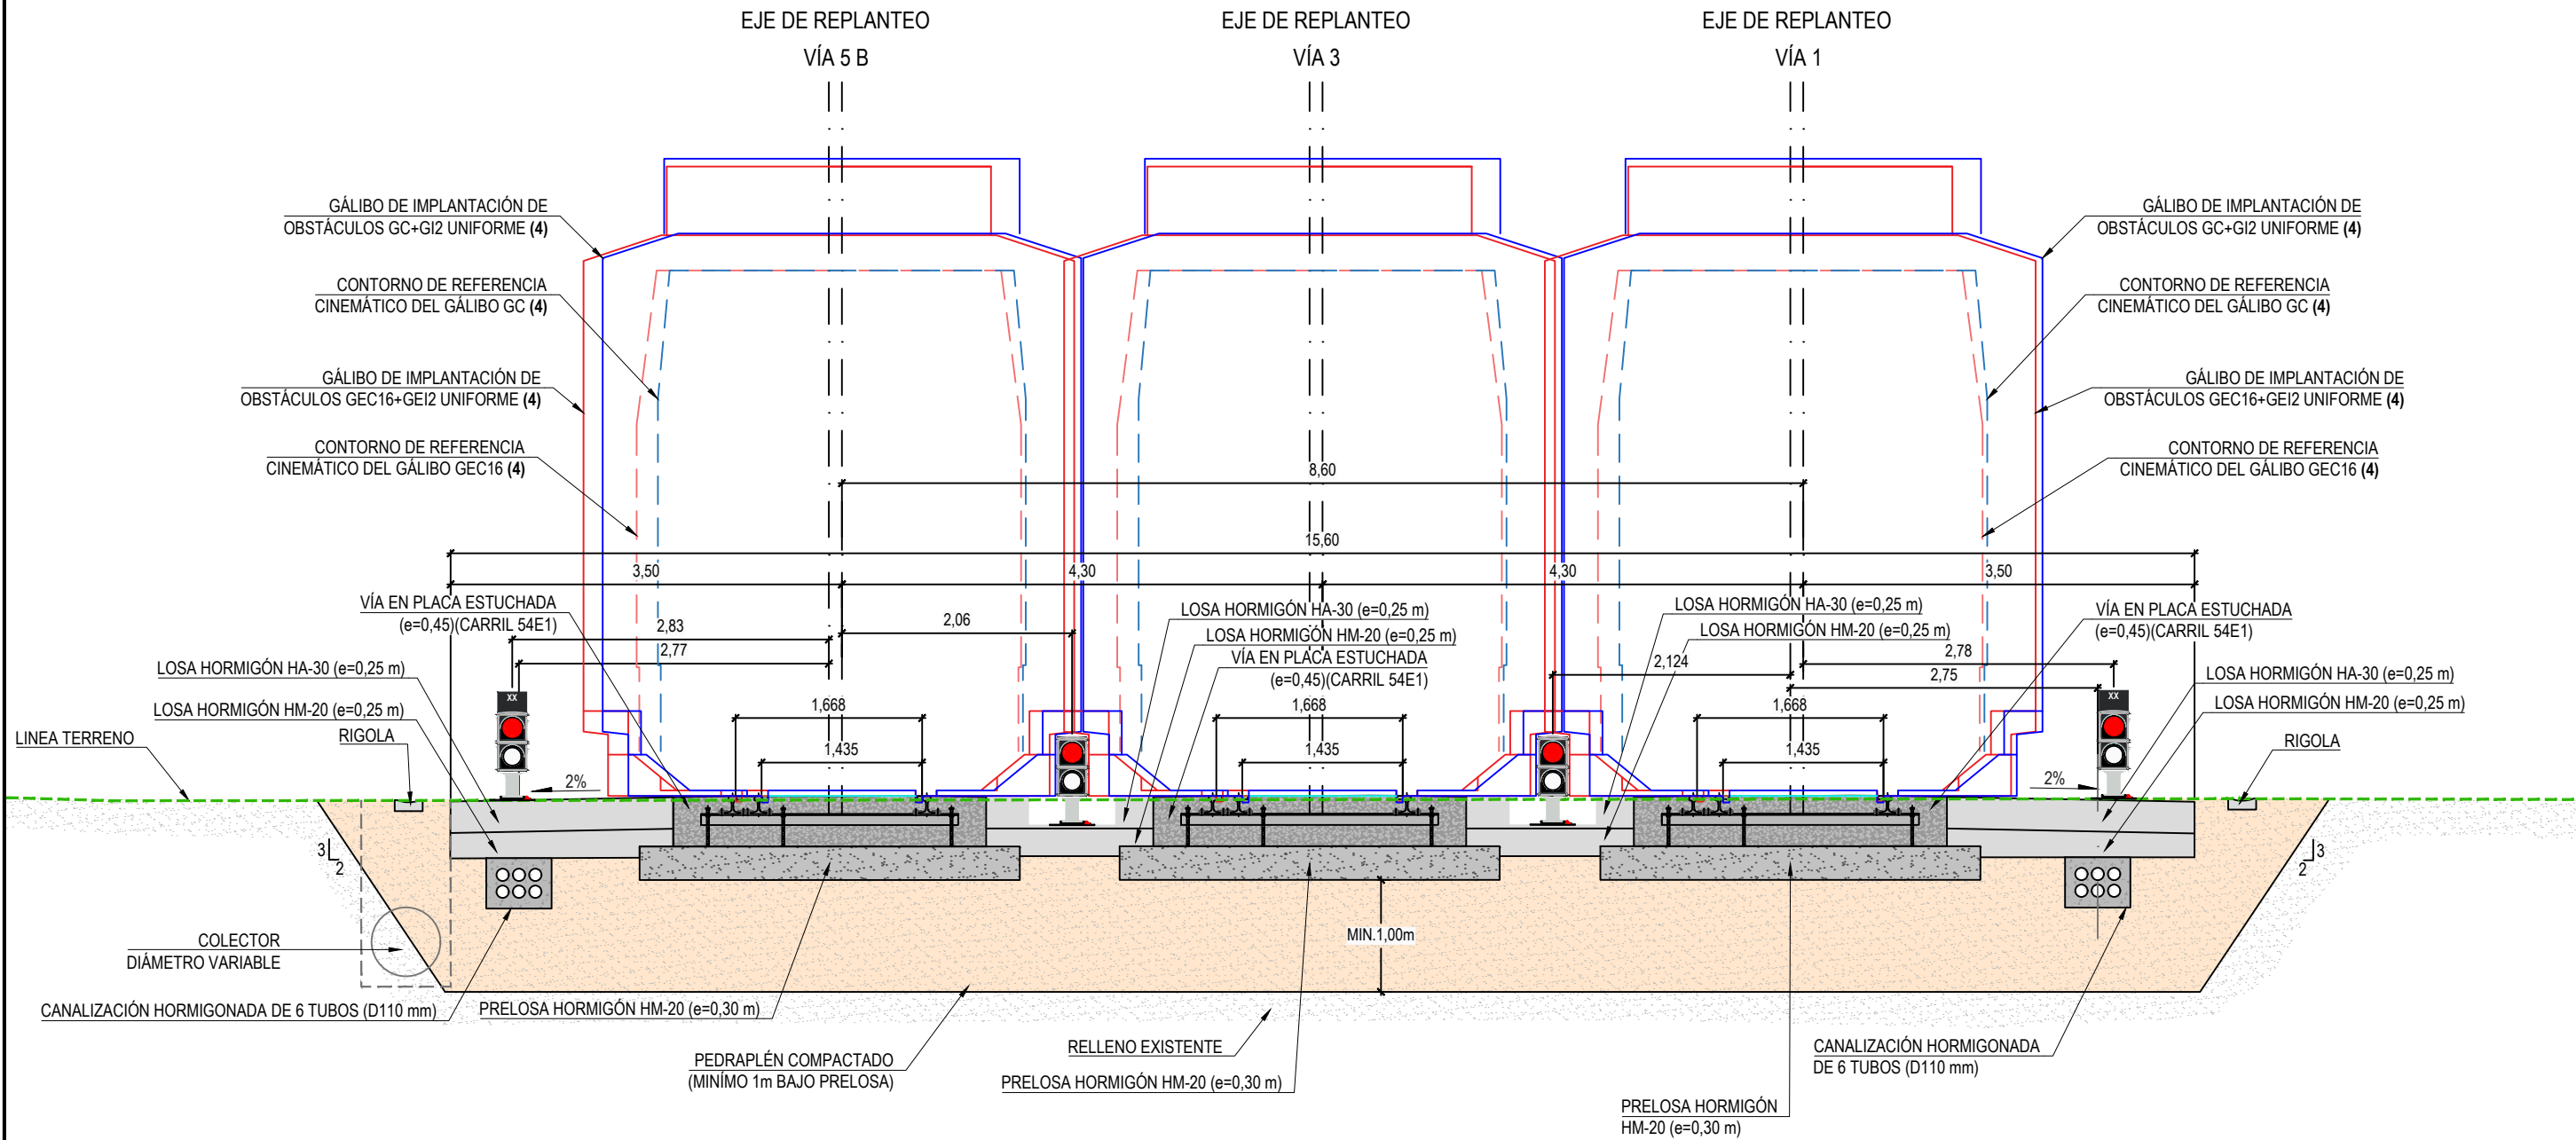 EJE DE REPLANTEO
VÍA 5 B
EJE DE REPLANTEO
VÍA 3
EJE DE REPLANTEO
VÍA 1
GÁLIBO DE IMPLANTACIÓN DE
OBSTÁCULOS GC+GI2 UNIFORME (4)
CONTORNO DE REFERENCIA
CINEMÁTICO DEL GÁLIBO GC (4)
GÁLIBO DE IMPLANTACIÓN DE
OBSTÁCULOS GEC16+GEI2 UNIFORME (4)
CONTORNO DE REFERENCIA
CINEMÁTICO DEL GÁLIBO GEC16 (4)
GÁLIBO DE IMPLANTACIÓN DE
OBSTÁCULOS GC+GI2 UNIFORME (4)
CONTORNO DE REFERENCIA
CINEMÁTICO DEL GÁLIBO GC (4)
GÁLIBO DE IMPLANTACIÓN DE
OBSTÁCULOS GEC16+GEI2 UNIFORME (4)
CONTORNO DE REFERENCIA
CINEMÁTICO DEL GÁLIBO GEC16 (4)
8,60
15,60
3,50
4,30
4,30
3,50
VÍA EN PLACA ESTUCHADA
(e=0,45)(CARRIL 54E1)
2,83
2,77
2,06
LOSA HORMIGÓN HA-30 (e=0,25 m)
LOSA HORMIGÓN HM-20 (e=0,25 m)
VÍA EN PLACA ESTUCHADA
(e=0,45)(CARRIL 54E1)
LOSA HORMIGÓN HA-30 (e=0,25 m)
LOSA HORMIGÓN HM-20 (e=0,25 m)
2,124
VÍA EN PLACA ESTUCHADA
(e=0,45)(CARRIL 54E1)
2,78
2,75
LOSA HORMIGÓN HA-30 (e=0,25 m)
LOSA HORMIGÓN HM-20 (e=0,25 m)
LOSA HORMIGÓN HA-30 (e=0,25 m)
LOSA HORMIGÓN HM-20 (e=0,25 m)
XX
XX
1,668
1,435
1,668
1,435
1,668
1,435
LINEA TERRENO
RIGOLA
RIGOLA
2%
2%
3
2
3
2
MIN.1,00m
COLECTOR
DIÁMETRO VARIABLE
CANALIZACIÓN HORMIGONADA DE 6 TUBOS (D110 mm)
PRELOSA HORMIGÓN HM-20 (e=0,30 m)
PEDRAPLÉN COMPACTADO
(MINÍMO 1m BAJO PRELOSA)
RELLENO EXISTENTE
PRELOSA HORMIGÓN HM-20 (e=0,30 m)
CANALIZACIÓN HORMIGONADA
DE 6 TUBOS (D110 mm)
PRELOSA HORMIGÓN
HM-20 (e=0,30 m)